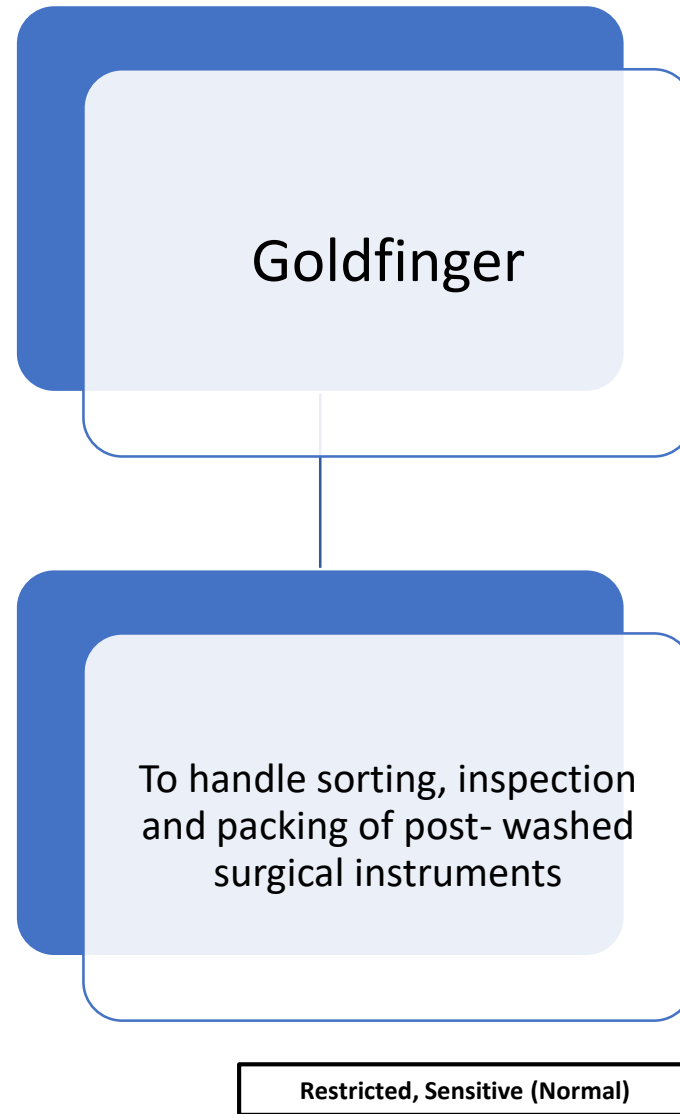 Goldfinger
To handle sorting, inspection
and packing of post- washed
surgical instruments
Restricted, Sensitive (Normal)